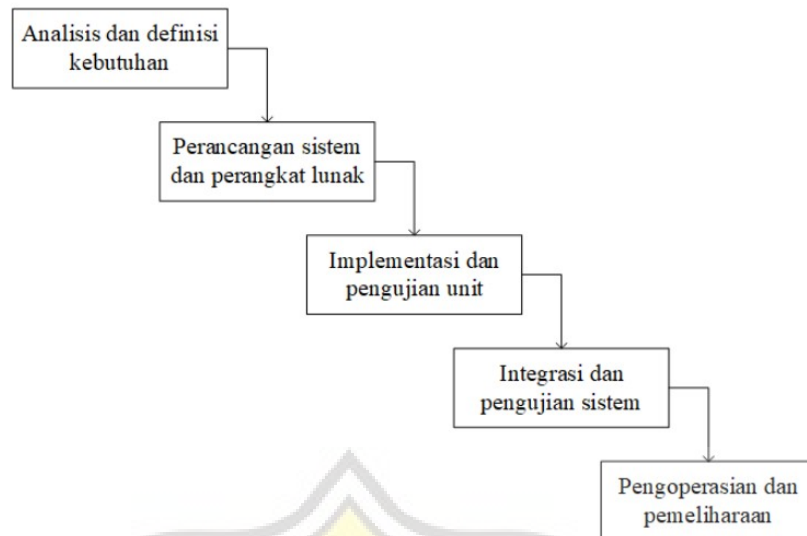 Analisis dan definisi
kebutuhan
Perancangan sistem
dan perangkat lunak
Implementasi dan
pengujian unit
Integrasi dan
pengujian sistem
Pengoperasian dan
pemeliharaan